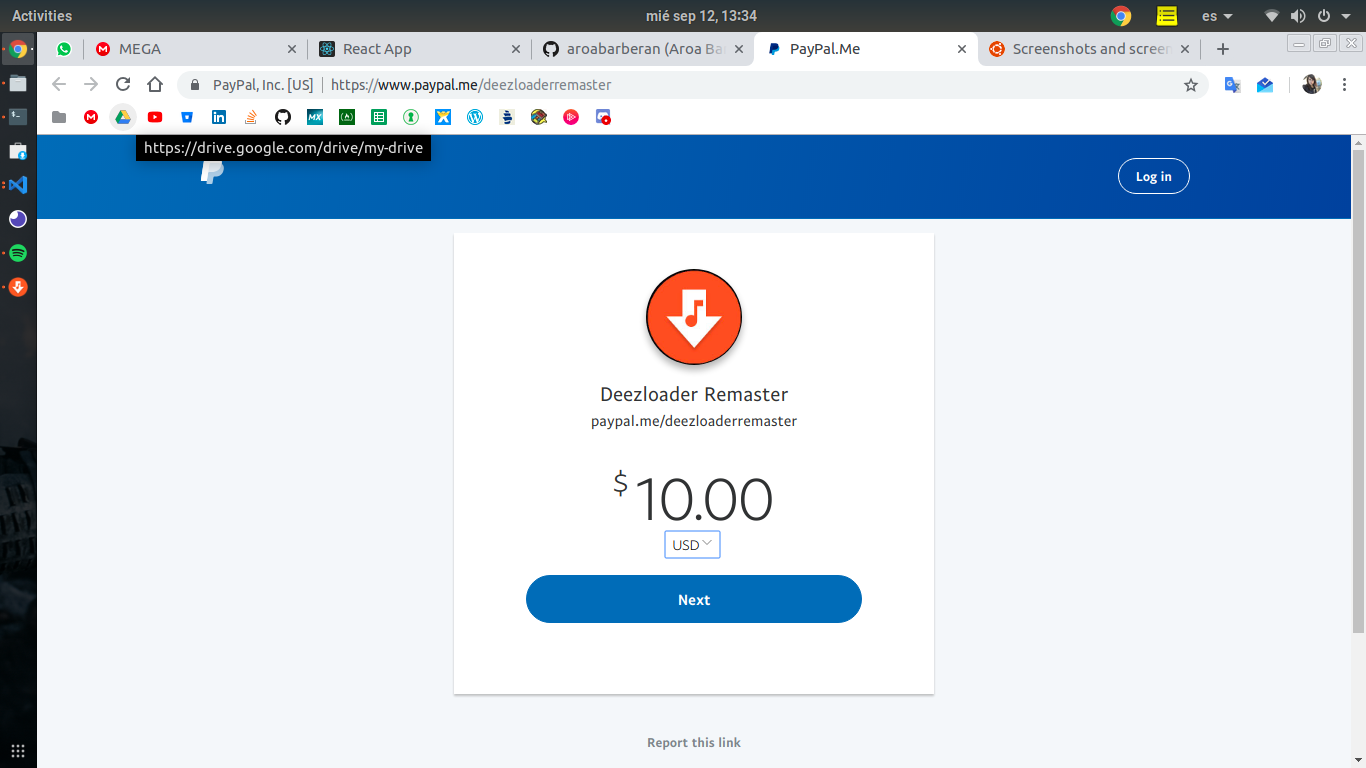 Activities
mié sep 12, 13:34
es
MEGA
React App
aroabarberan (Aroa Ba
PayPal.Me
Screenshots and screen
PayPal, Inc. [US]
https://www.paypal.me/deezloaderremaster
https://drive.google.com/drive/my-drive
Log in
Deezloader Remaster
paypal.me/deezloaderremaster
$ 10.00
USD
Next
Report this link